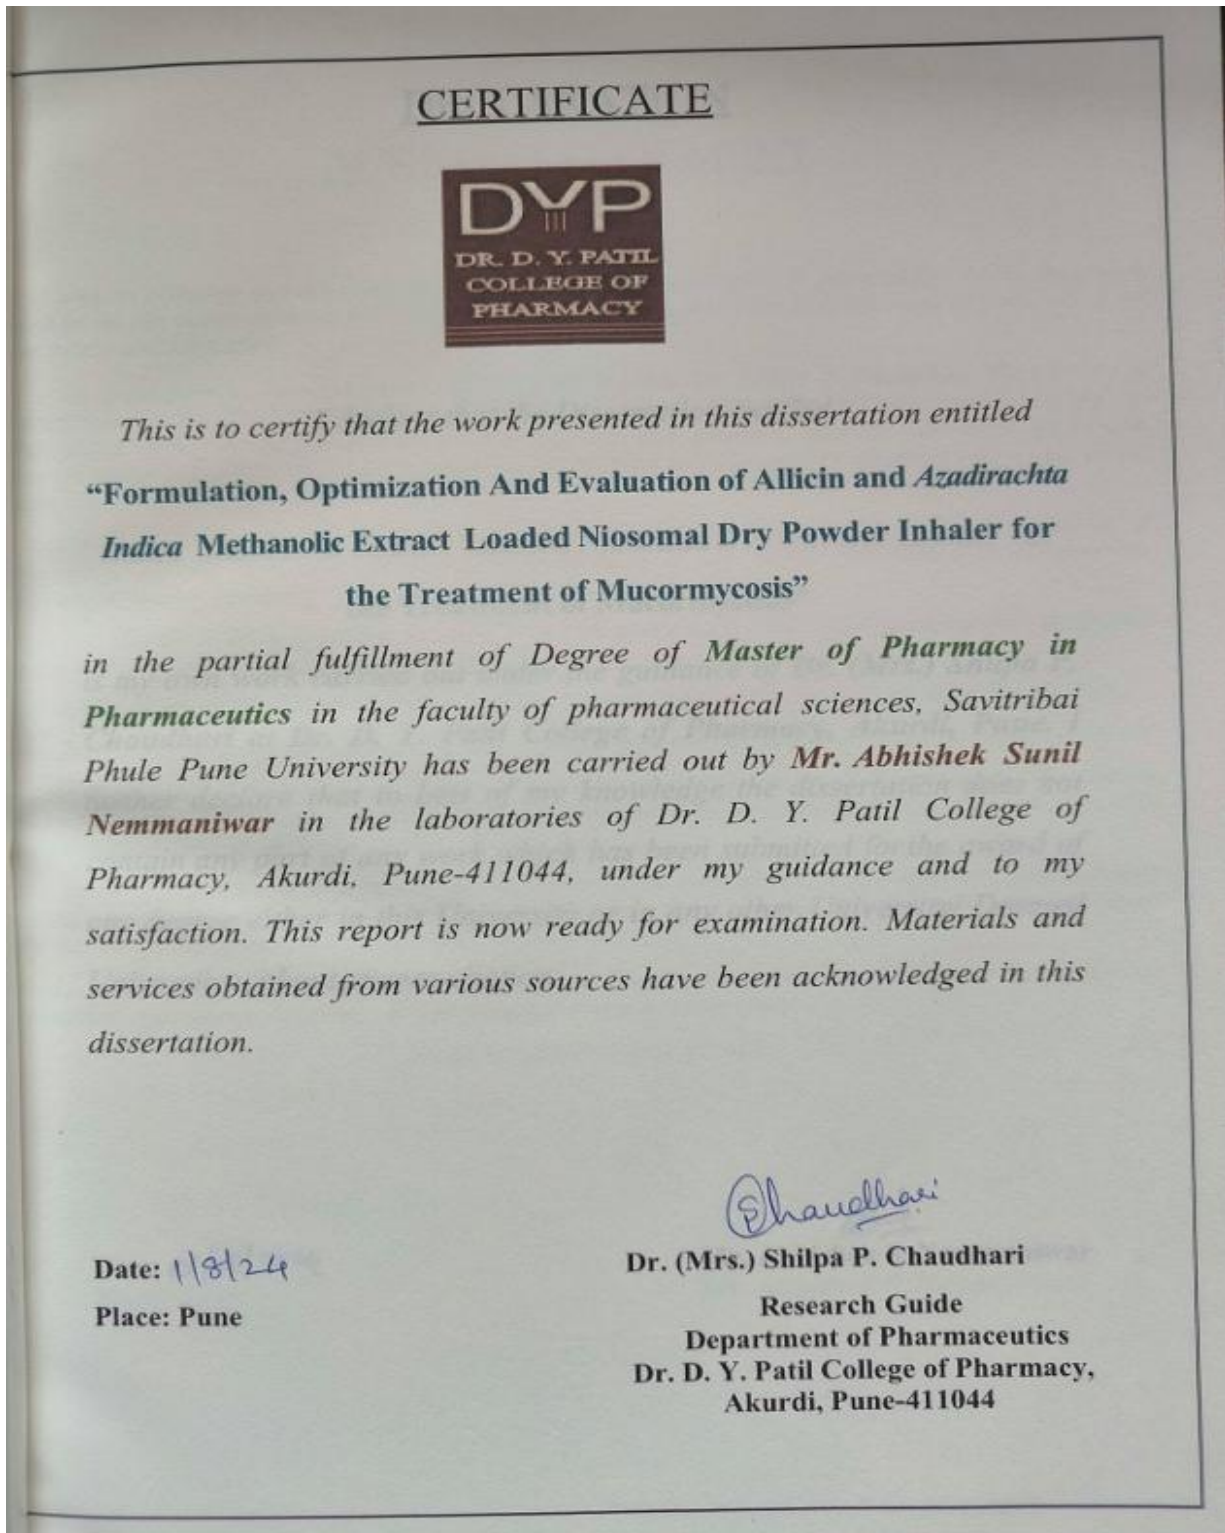 CERTIFICATE
DYP
DR. D. Y. PATIL
COLLEGE OF
PHARMACY
This is to certify that the work presented in this dissertation entitled
“Formulation, Optimization And Evaluation of Allicin and Azadirachta
Indica Methanolic Extract Loaded Niosomal Dry Powder Inhaler for
the Treatment of Mucormycosis”
in the partial fulfillment of Degree of Master of Pharmacy in
Pharmaceutics in the faculty of pharmaceutical sciences, Savitribai
Phule Pune University has been carried out by Mr. Abhishek Sunil
Nemmaniwar in the laboratories of Dr. D. Y. Patil College of
Pharmacy, Akurdi, Pune-411044, under my guidance and to my
satisfaction. This report is now ready for examination. Materials and
services obtained from various sources have been acknowledged in this
dissertation.
SChaudhari
Date: 1/8/24
Place: Pune
Dr. (Mrs.) Shilpa P. Chaudhari
Research Guide
Department of Pharmaceutics
Dr. D. Y. Patil College of Pharmacy,
Akurdi, Pune-411044